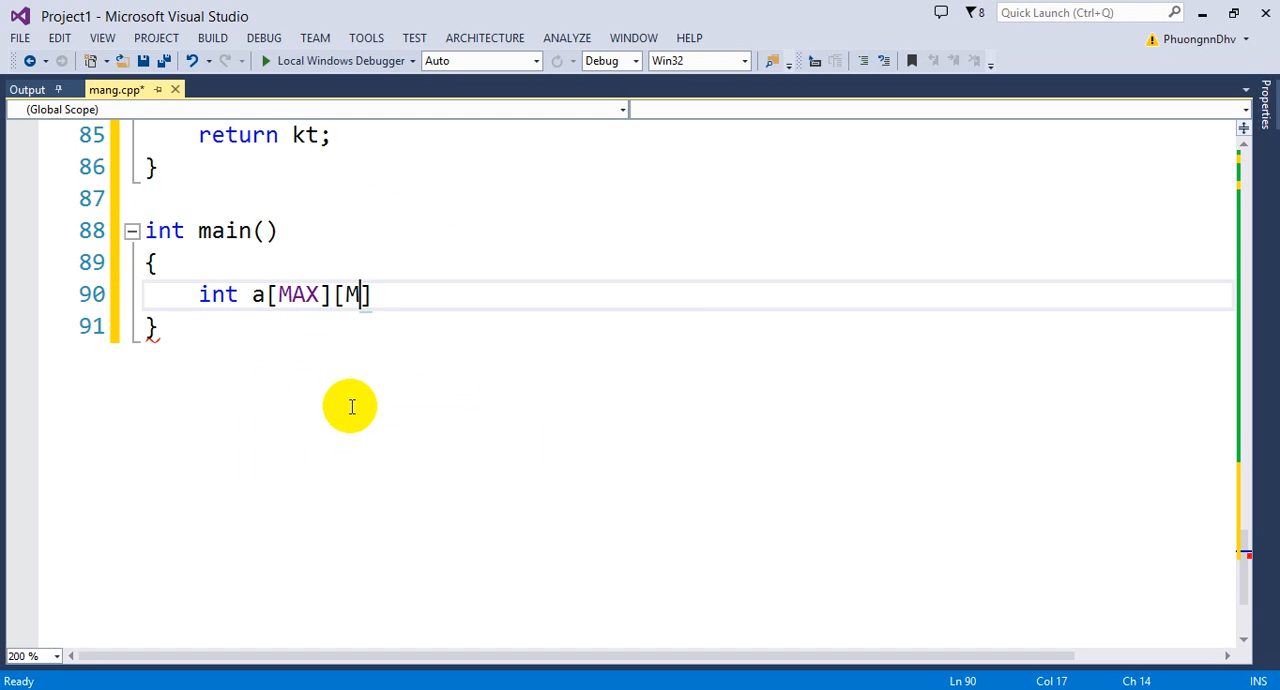 Project1 - Microsoft Visual Studio
8
Quick Launch (Ctrl+Q)
FILE EDIT VIEW PROJECT BUILD DEBUG TEAM TOOLS TEST ARCHITECTURE ANALYZE WINDOW HELP
PhuongnnDhv
Local Windows Debugger Auto Debug Win32
Output mang.cpp*
Properties
(Global Scope)
85 return kt;
86 }
87
88 int main()
89 {
90 int a[MAX][M]
91 }
200 %
Ready Ln 90 Col 17 Ch 14 INS